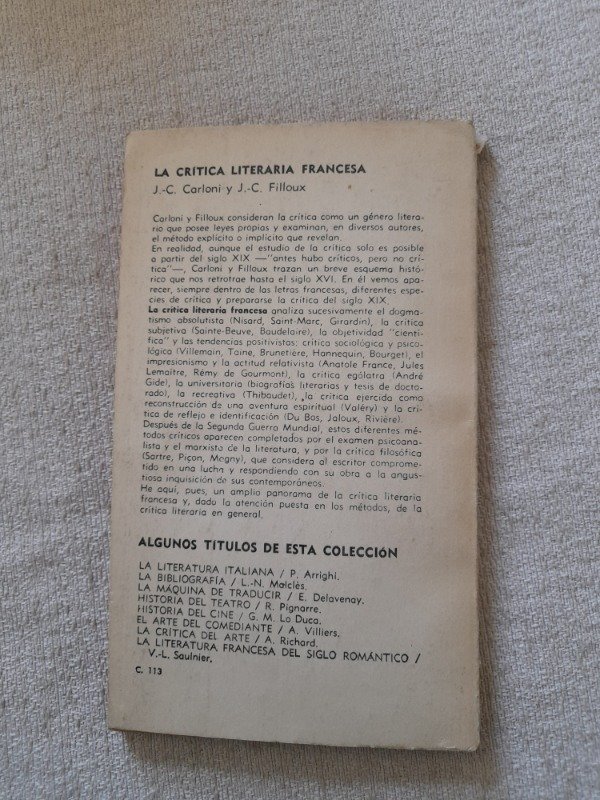 LA CRITICA LITERARIA FRANCESA
J.-C. Carloni y J.-C. Filloux
Carloni y Filloux consideran la crítica como un género litera-
rio que posee leyes propias y examinan, en diversos autores,
el método explícito o implícito que revelan.
En realidad, aunque el estudio de la crítica solo es posible
a partir del siglo XIX —"antes hubo críticos, pero no crí-
tica"—, Carloni y Filloux trazan un breve esquema histó-
rico que nos retrotrae hasta el siglo XVI. En él vemos apa-
recer, siempre dentro de las letras francesas, diferentes espe-
cies de crítica y prepararse la crítica del siglo XIX.
La crítica literaria francesa analiza sucesivamente el dogma-
tismo absolutista (Nisard, Saint-Marc, Girardin), la crítica
subjetiva (Sainte-Beuve, Baudelaire), la objetividad "cientí-
fica" y las tendencias positivistas: crítica sociológica y psico-
lógica (Villemain, Taine, Brunetière, Hannequin, Bourget), el
impresionismo y la actitud relativista (Anatole France, Jules
Lemaître, Rémy de Gourmont), la crítica ególatra (André
Gide), la universitaria (biografías literarias y tesis de docto-
rado), la recreativa (Thibaudet), la crítica ejercida como
reconstrucción de una aventura espiritual (Valéry) y la crí-
tica de reflejo e identificación (Du Bos, Jaloux, Rivière).
Después de la Segunda Guerra Mundial, estos diferentes mé-
todos críticos aparecen completados por el examen psicoana-
lista y el marxista de la literatura, y por la crítica filosófica
(Sartre, Piçon, Magny), que considera al escritor comprome-
tido en una lucha y respondiendo con su obra a la angus-
tiosa inquisición de sus contemporáneos.
He aquí, pues, un amplio panorama de la crítica literaria
francesa y, dado la atención puesta en los métodos, de la
crítica literaria en general.
ALGUNOS TÍTULOS DE ESTA COLECCIÓN
LA LITERATURA ITALIANA / P. Arrighi.
LA BIBLIOGRAFÍA / L.-N. Malclès.
LA MÁQUINA DE TRADUCIR / E. Delavenay.
HISTORIA DEL TEATRO / R. Pignarre.
HISTORIA DEL CINE / G. M. Lo Duca.
EL ARTE DEL COMEDIANTE / A. Villiers.
LA CRÍTICA DEL ARTE / A. Richard.
LA LITERATURA FRANCESA DEL SIGLO ROMÁNTICO /
V.-L. Saulnier.
C. 113